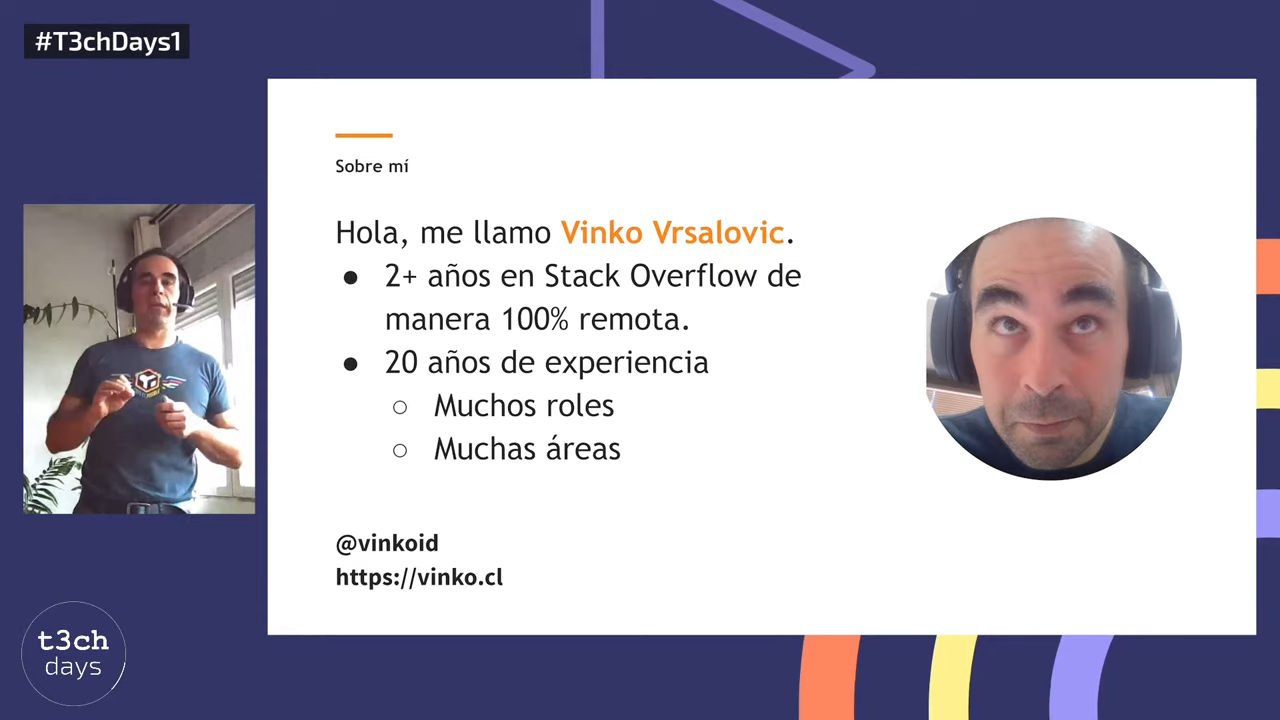 #T3chDays1
Sobre mí
Hola, me llamo Vinko Vrsalovic.
● 2+ años en Stack Overflow de
manera 100% remota.
● 20 años de experiencia
○ Muchos roles
○ Muchas áreas
@vinkoid
https://vinko.cl
t3ch
days